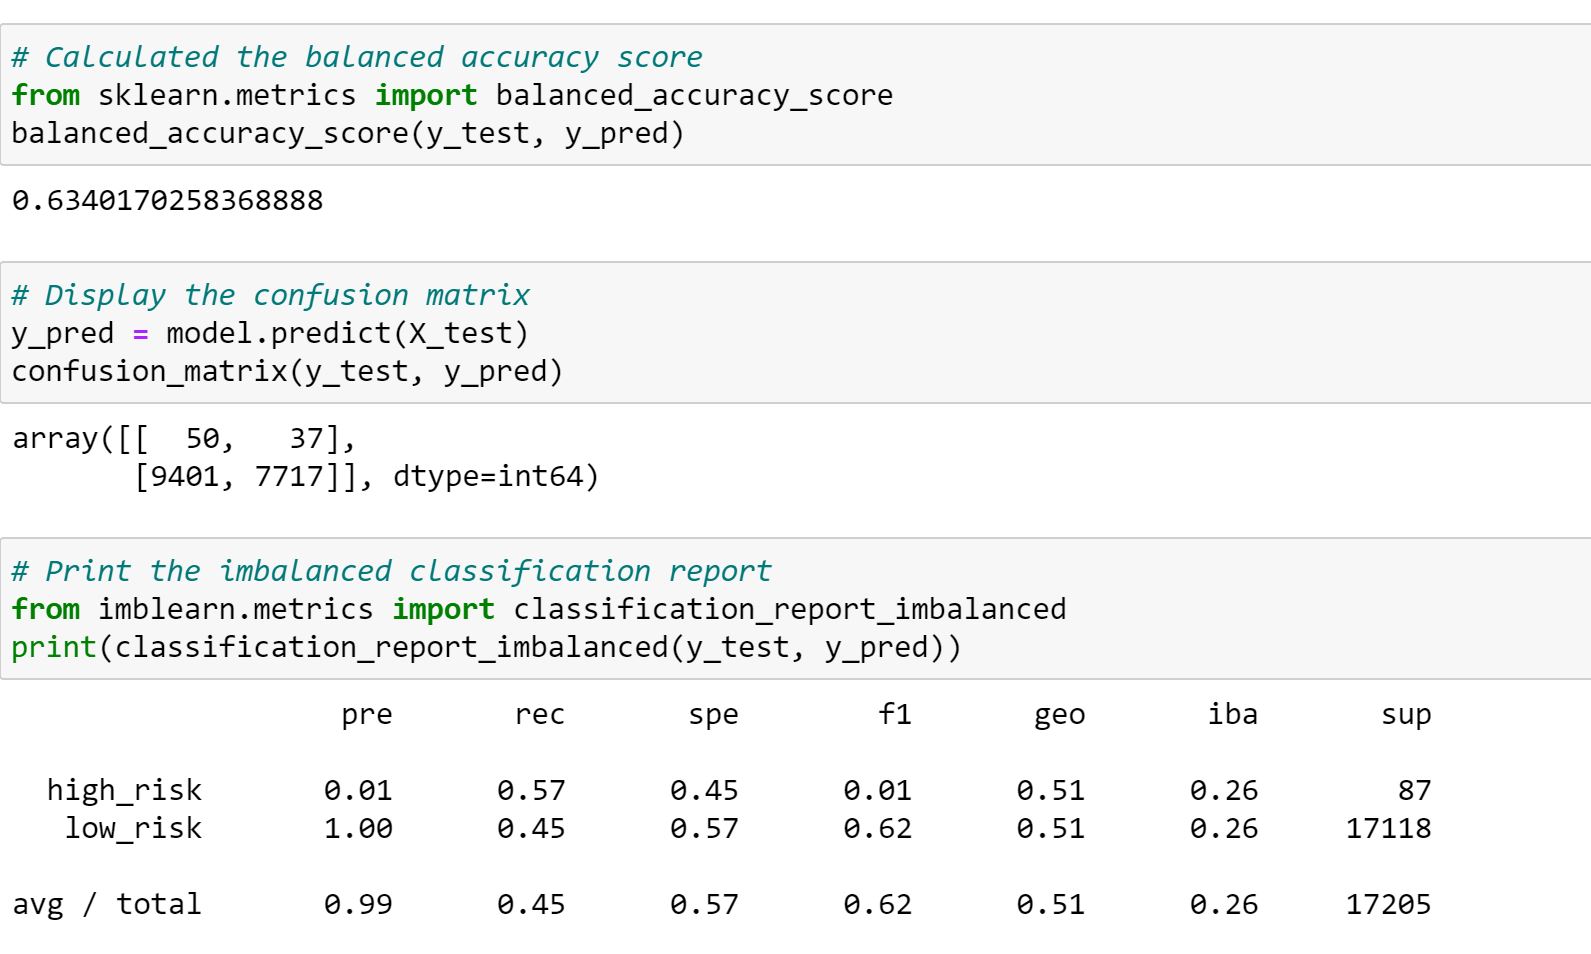 # Calculated the balanced accuracy score
from sklearn.metrics import balanced_accuracy_score
balanced_accuracy_score(y_test, y_pred)
0.6340170258368888
# Display the confusion matrix
y_pred = model.predict(X_test)
confusion_matrix(y_test, y_pred)
array([[  50,   37],
       [9401, 7717]], dtype=int64)
# Print the imbalanced classification report
from imblearn.metrics import classification_report_imbalanced
print(classification_report_imbalanced(y_test, y_pred))
pre rec spe f1 geo iba sup
high_risk 0.01 0.57 0.45 0.01 0.51 0.26 87
low_risk 1.00 0.45 0.57 0.62 0.51 0.26 17118
avg / total 0.99 0.45 0.57 0.62 0.51 0.26 17205